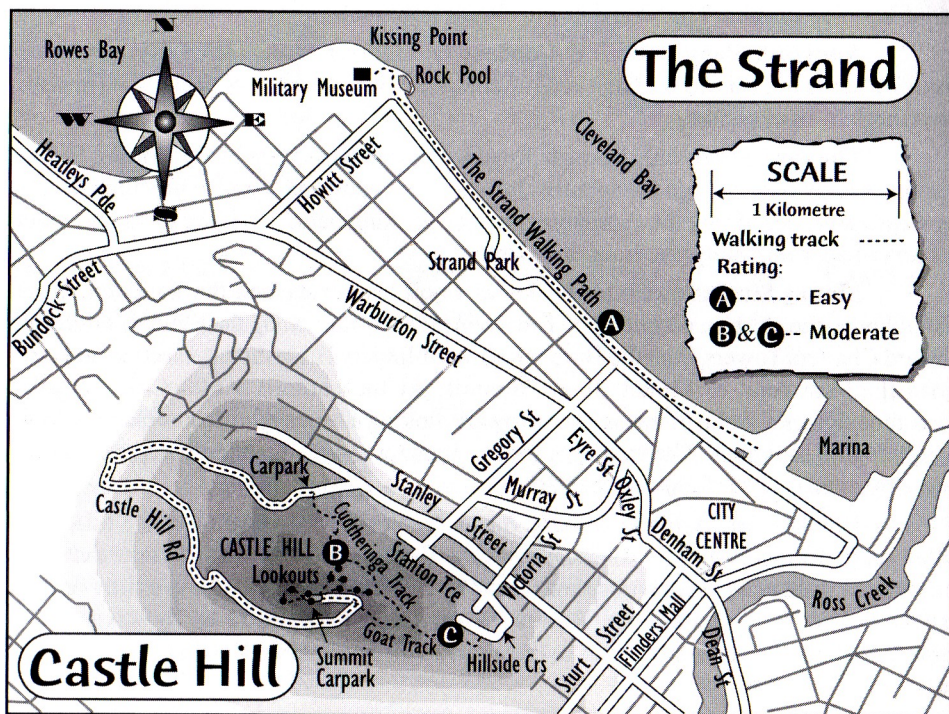 N
W
E
S
Rowes Bay
Kissing Point
Military Museum
Rock Pool
The Strand
Cleveland Bay
SCALE
1 Kilometre
Walking track
Rating:
A Easy
B & C Moderate
Heatleys Pde
Howitt Street
The Strand Walking Path
Strand Park
A
Bundock Street
Warburton Street
Gregory St
Eyre St
Marina
Carpark
Stanley
Street
Murray St
Oxley St
CITY
CENTRE
Denham St
Castle Hill Rd
Cudtheringa Track
CASTLE HILL
Lookouts
B
Stanton Tce
Victoria St
Ross Creek
Goat Track
C
Hillside Crs
Sturt
Street
Flinders Mall
Dean St
Summit
Carpark
Castle Hill